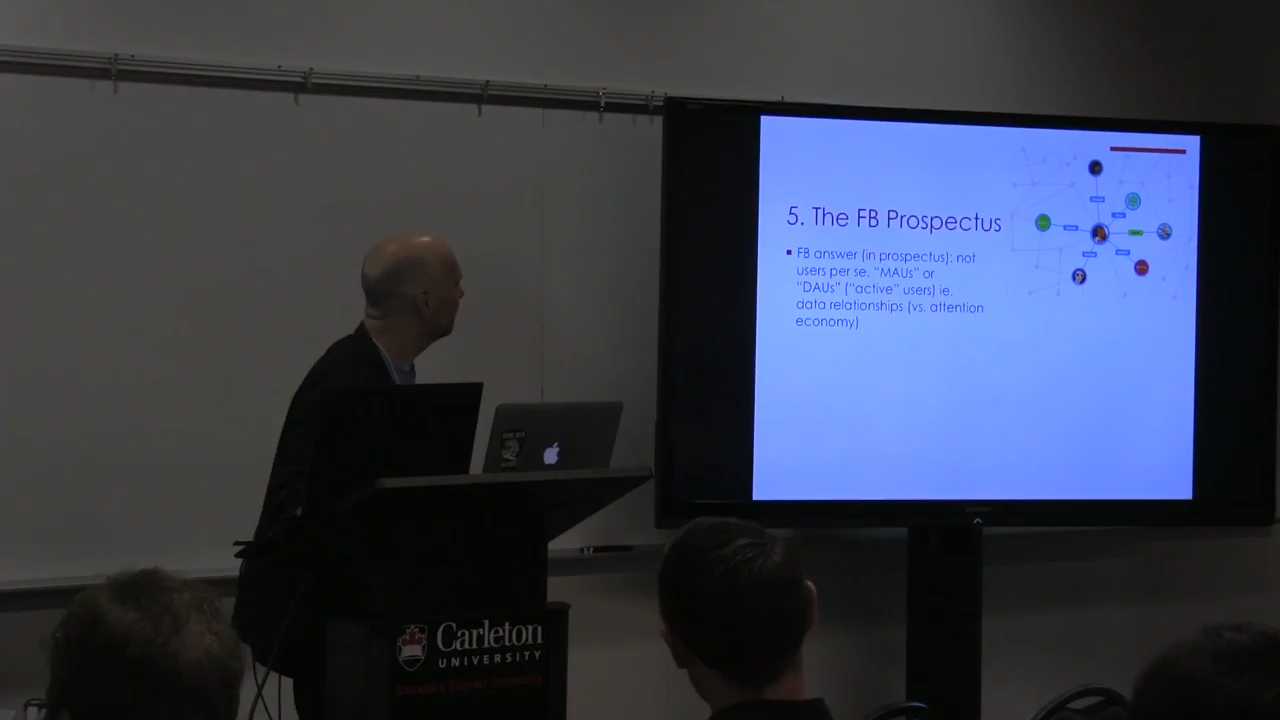 5. The FB Prospectus
FB answer (in prospectus): not
users per se, “MAUs” or
“DAUs” (“active” users) ie.
data relationships (vs. attention
economy)
Carleton
UNIVERSITY